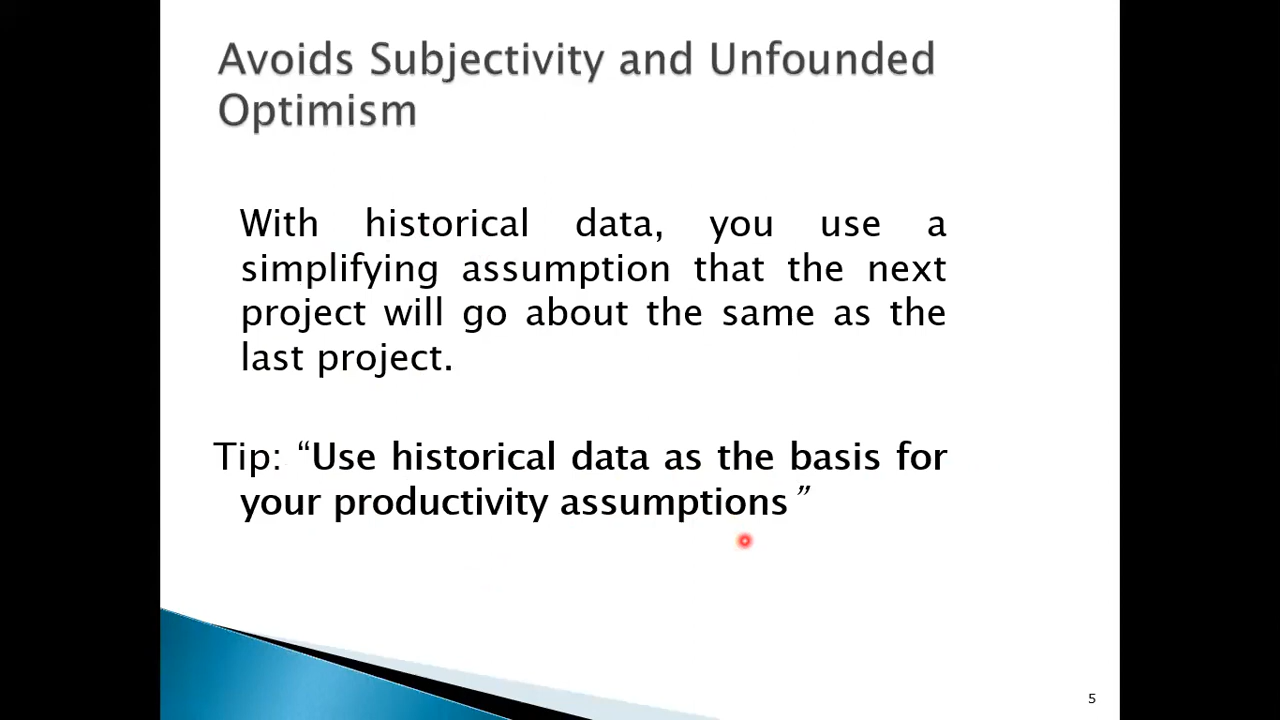 Avoids Subjectivity and Unfounded
Optimism
With historical data, you use a
simplifying assumption that the next
project will go about the same as the
last project.
Tip: “Use historical data as the basis for
your productivity assumptions ”
5